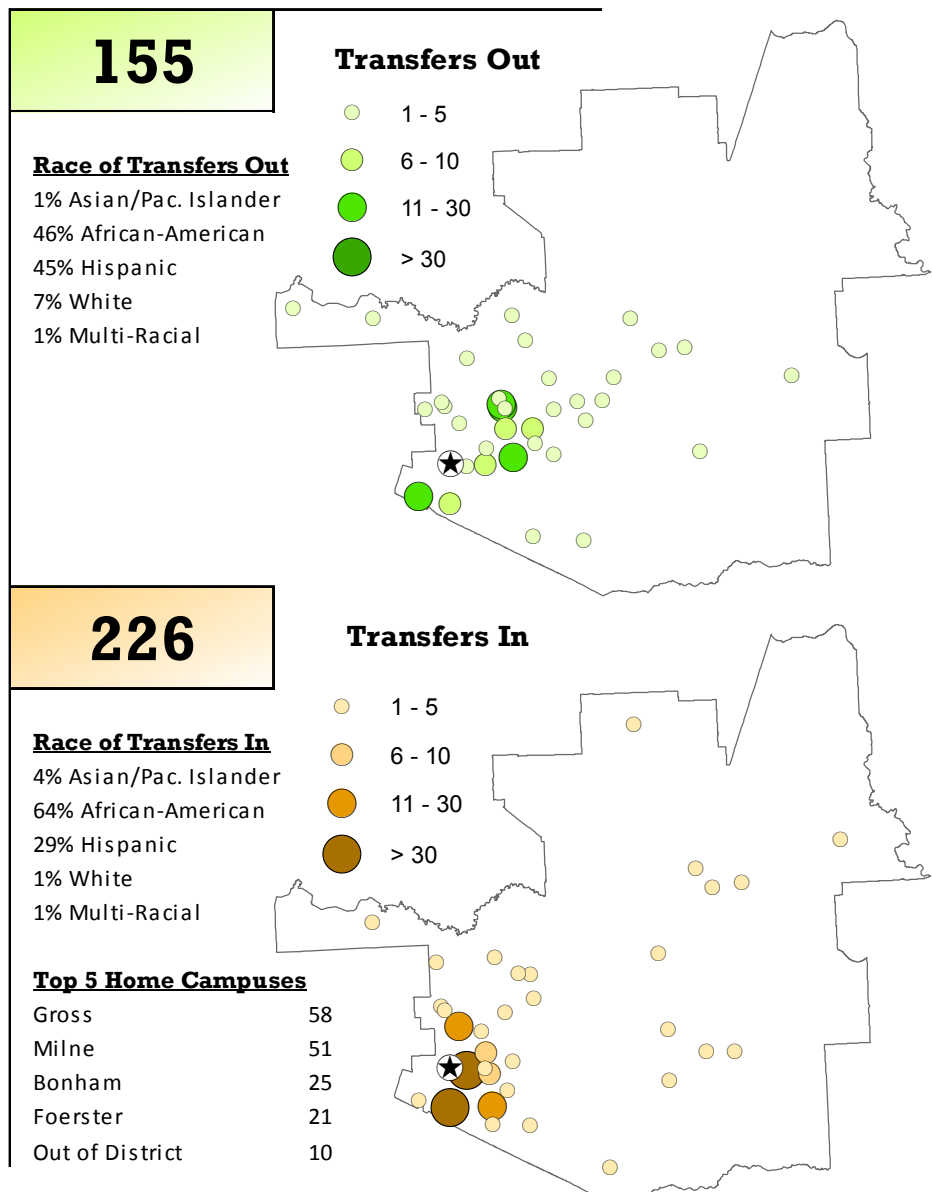 155
Transfers Out
1 - 5
6 - 10
11 - 30
> 30
Race of Transfers Out
1% Asian/Pac. Islander
46% African-American
45% Hispanic
7% White
1% Multi-Racial
226
Transfers In
1 - 5
6 - 10
11 - 30
> 30
Race of Transfers In
4% Asian/Pac. Islander
64% African-American
29% Hispanic
1% White
1% Multi-Racial
Top 5 Home Campuses
Gross 58
Milne 51
Bonham 25
Foerster 21
Out of District 10